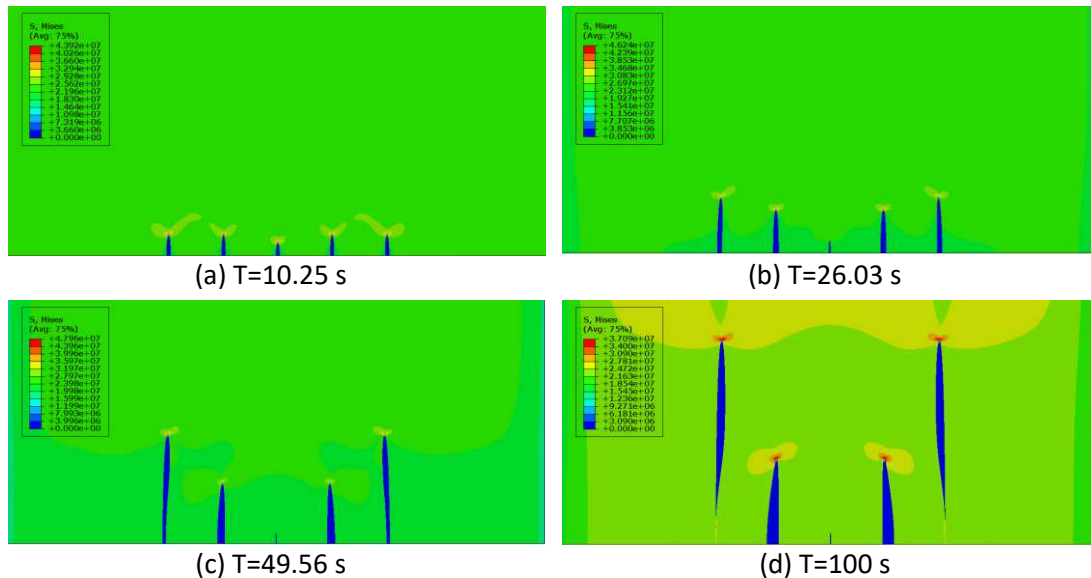 S, Mises
(Avg: 75%)
+4.392e+07
+4.026e+07
+3.660e+07
+3.294e+07
+2.928e+07
+2.562e+07
+2.196e+07
+1.830e+07
+1.464e+07
+1.098e+07
+7.319e+06
+3.660e+06
+0.000e+00
(a) T=10.25 s
S, Mises
(Avg: 75%)
+4.624e+07
+4.239e+07
+3.853e+07
+3.468e+07
+3.083e+07
+2.697e+07
+2.312e+07
+1.927e+07
+1.541e+07
+1.156e+07
+7.707e+06
+3.853e+06
+0.000e+00
(b) T=26.03 s
S, Mises
(Avg: 75%)
+4.796e+07
+4.396e+07
+3.996e+07
+3.597e+07
+3.197e+07
+2.797e+07
+2.398e+07
+1.998e+07
+1.599e+07
+1.199e+07
+7.993e+06
+3.996e+06
+0.000e+00
(c) T=49.56 s
S, Mises
(Avg: 75%)
+3.709e+07
+3.400e+07
+3.090e+07
+2.781e+07
+2.472e+07
+2.163e+07
+1.854e+07
+1.545e+07
+1.236e+07
+9.271e+06
+6.181e+06
+3.090e+06
+0.000e+00
(d) T=100 s